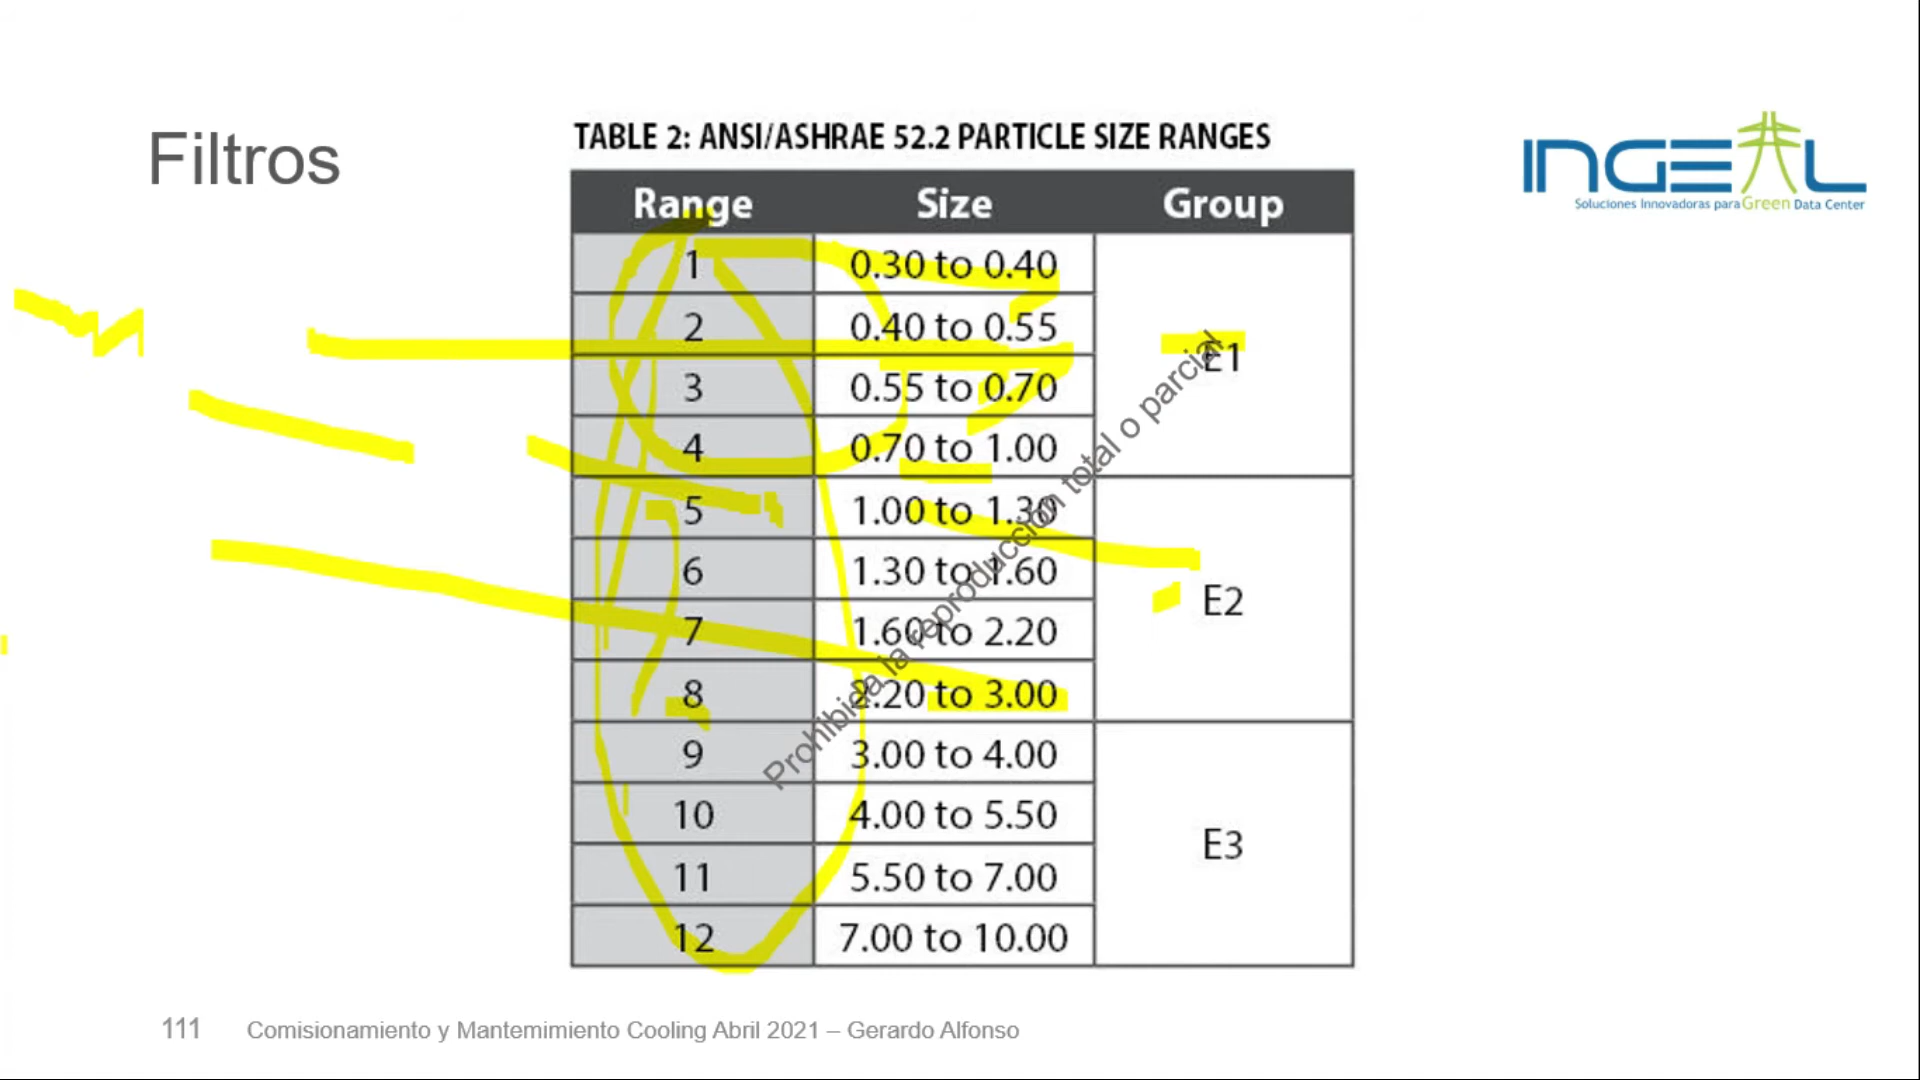 Filtros
TABLE 2: ANSI/ASHRAE 52.2 PARTICLE SIZE RANGES
INGEAL
Soluciones Innovadoras para Green Data Center
Range Size Group
1 0.30 to 0.40
2 0.40 to 0.55
E1
3 0.55 to 0.70
4 0.70 to 1.00
5 1.00 to 1.30
6 1.30 to 1.60
E2
7 1.60 to 2.20
8 2.20 to 3.00
9 3.00 to 4.00
10 4.00 to 5.50
E3
11 5.50 to 7.00
12 7.00 to 10.00
Prohibida la reproducción total o parcial
111 Comisionamiento y Mantemimiento Cooling Abril 2021 – Gerardo Alfonso